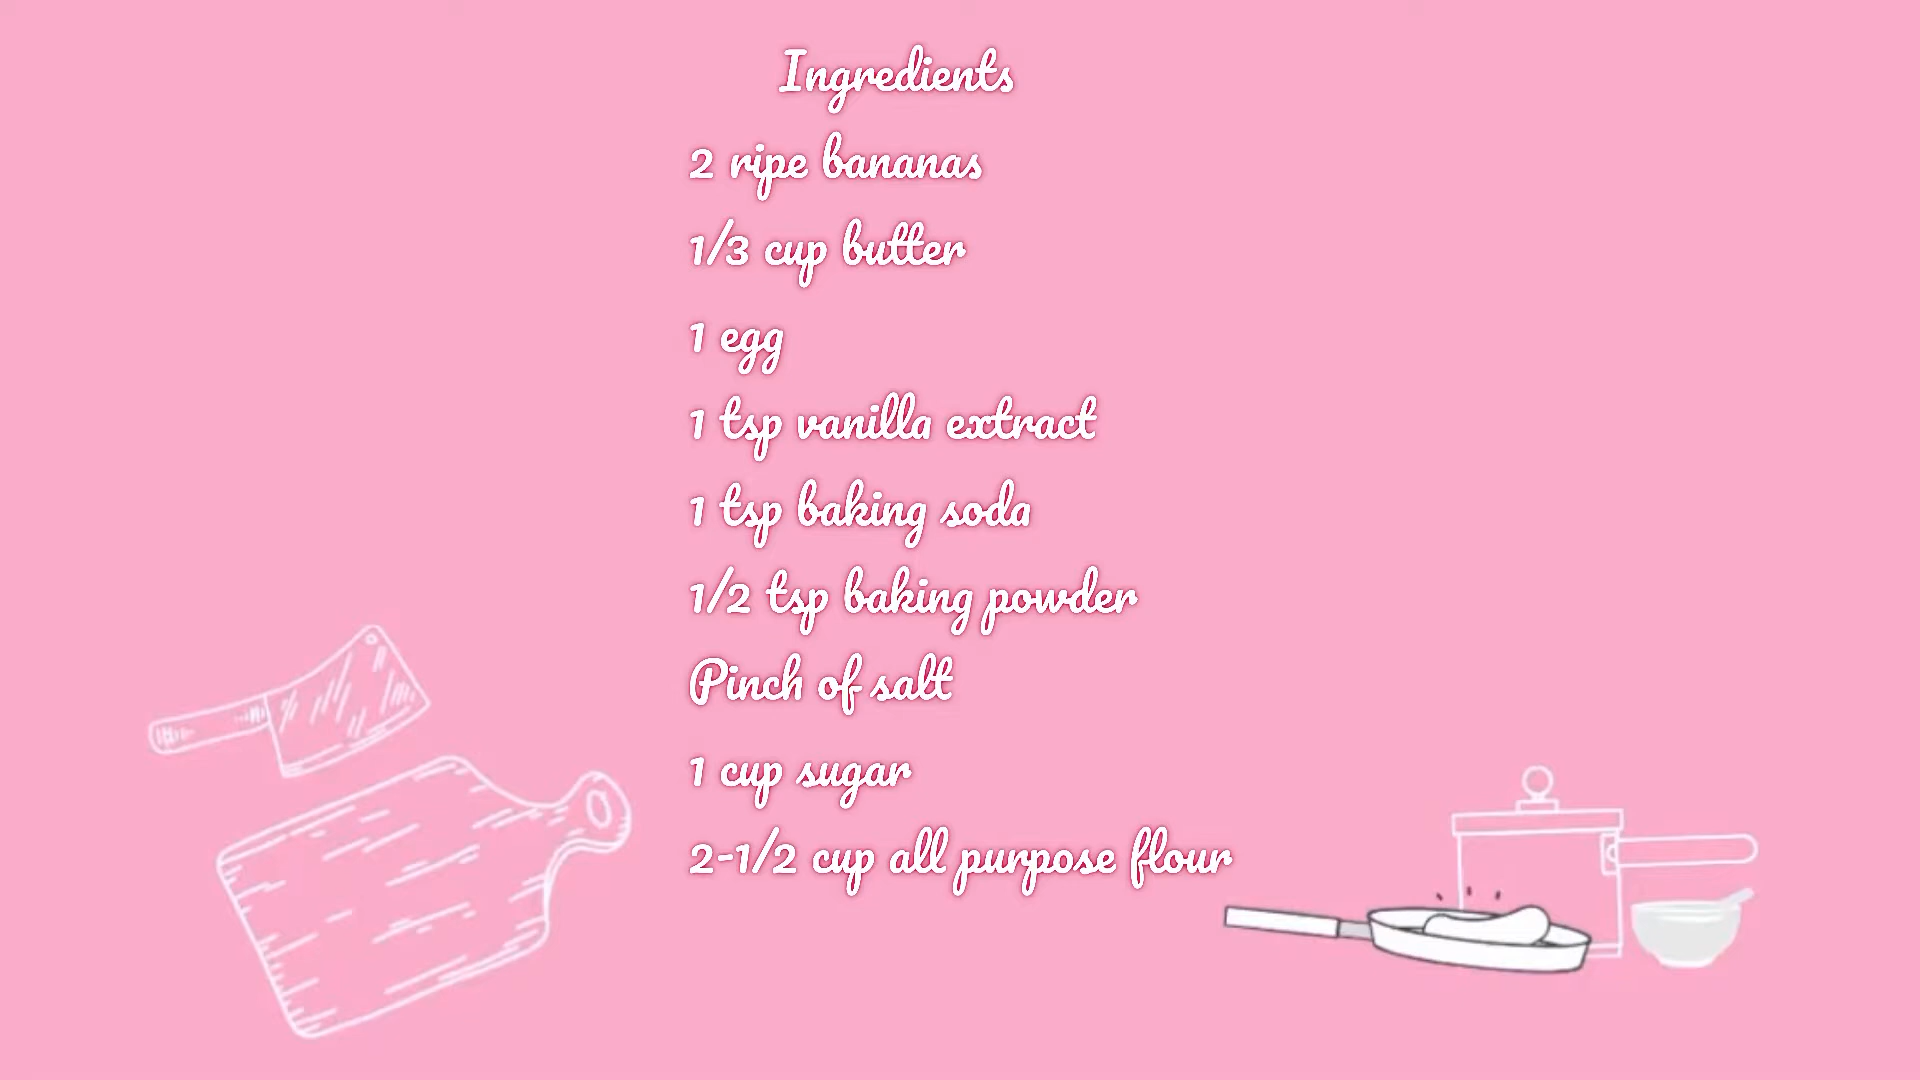 Ingredients
2 ripe bananas
1/3 cup butter
1 egg
1 tsp vanilla extract
1 tsp baking soda
1/2 tsp baking powder
Pinch of salt
1 cup sugar
2-1/2 cup all purpose flour